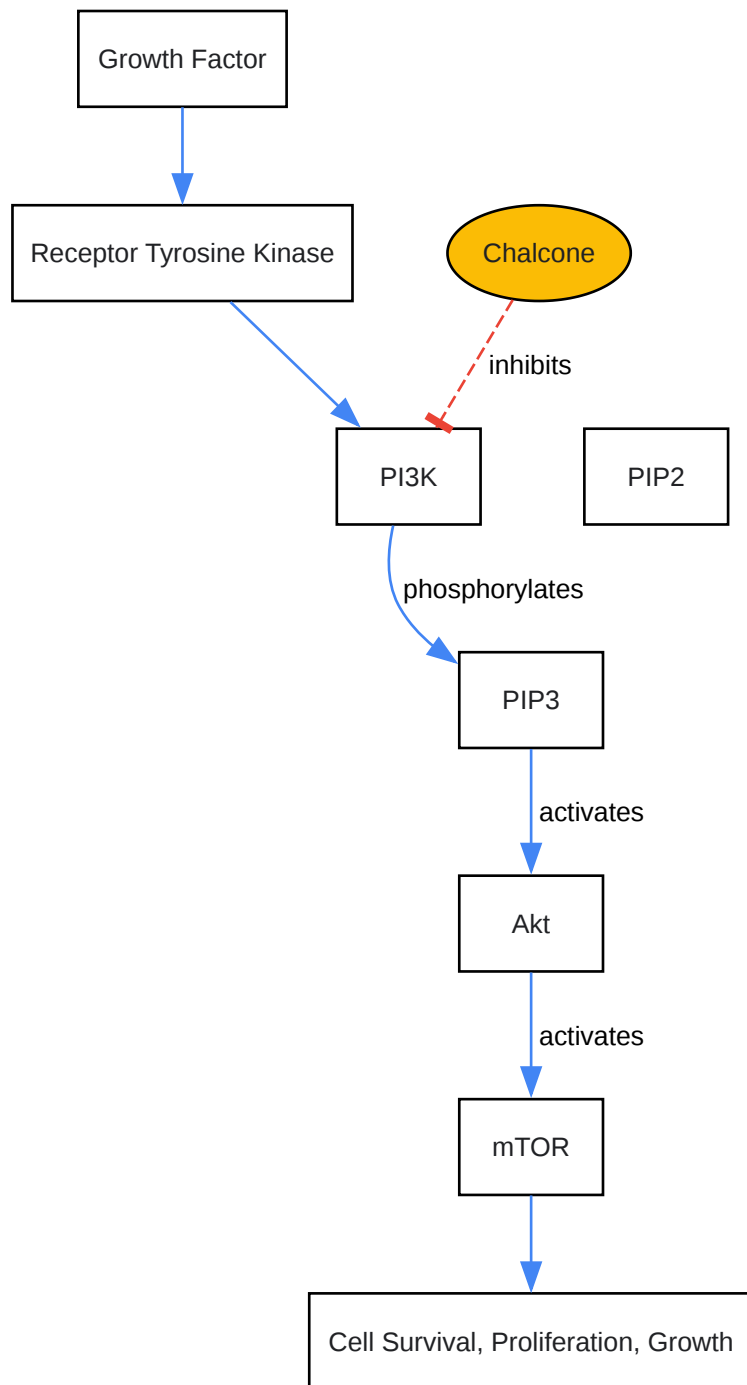 Growth Factor
Receptor Tyrosine Kinase
Chalcone
inhibits
PI3K
PIP2
phosphorylates
PIP3
activates
Akt
activates
mTOR
Cell Survival, Proliferation, Growth